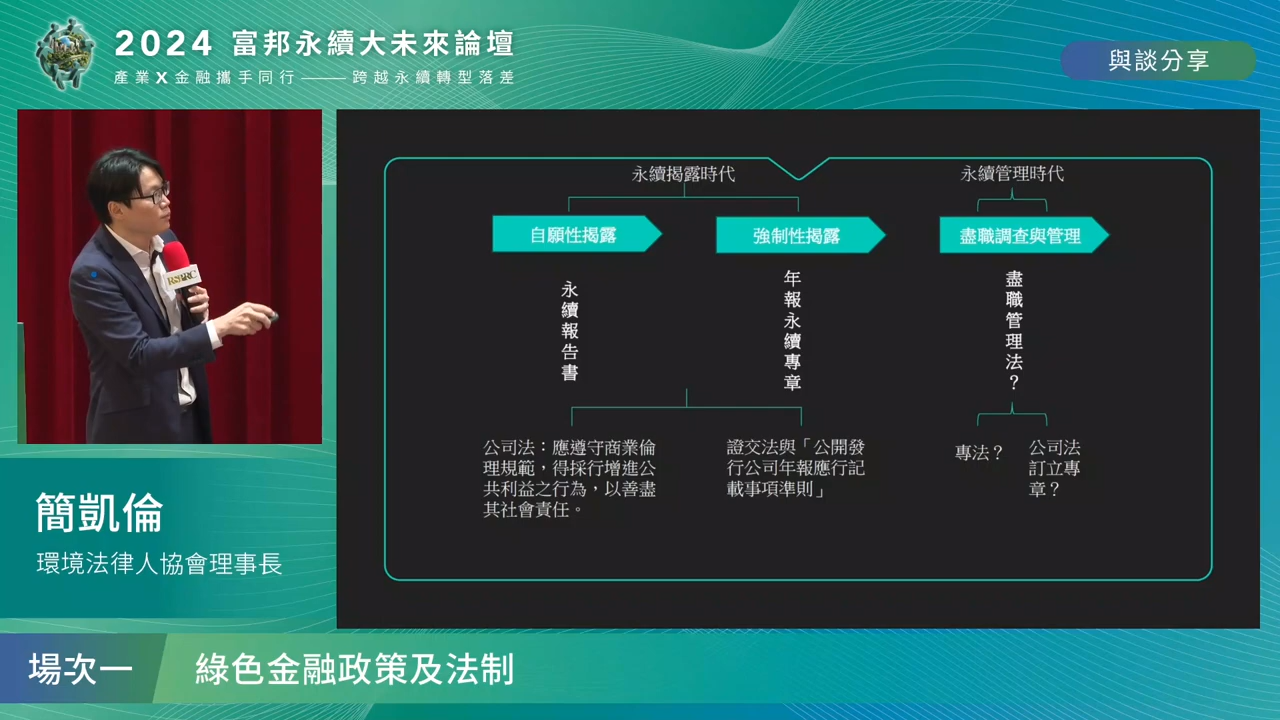 2024 富邦永續大未來論壇
產業X金融攜手同行——跨越永續轉型落差
與談分享
RSPRC
簡凱倫
環境法律人協會理事長
永續揭露時代
永續管理時代
自願性揭露
強制性揭露
盡職調查與管理
永續報告書
年報永續專章
盡職管理法？
公司法：應遵守商業倫
理規範，得採行增進公
共利益之行為，以善盡
其社會責任。
證交法與「公開發
行公司年報應行記
載事項準則」
專法？
公司法
訂立專
章？
場次一
綠色金融政策及法制